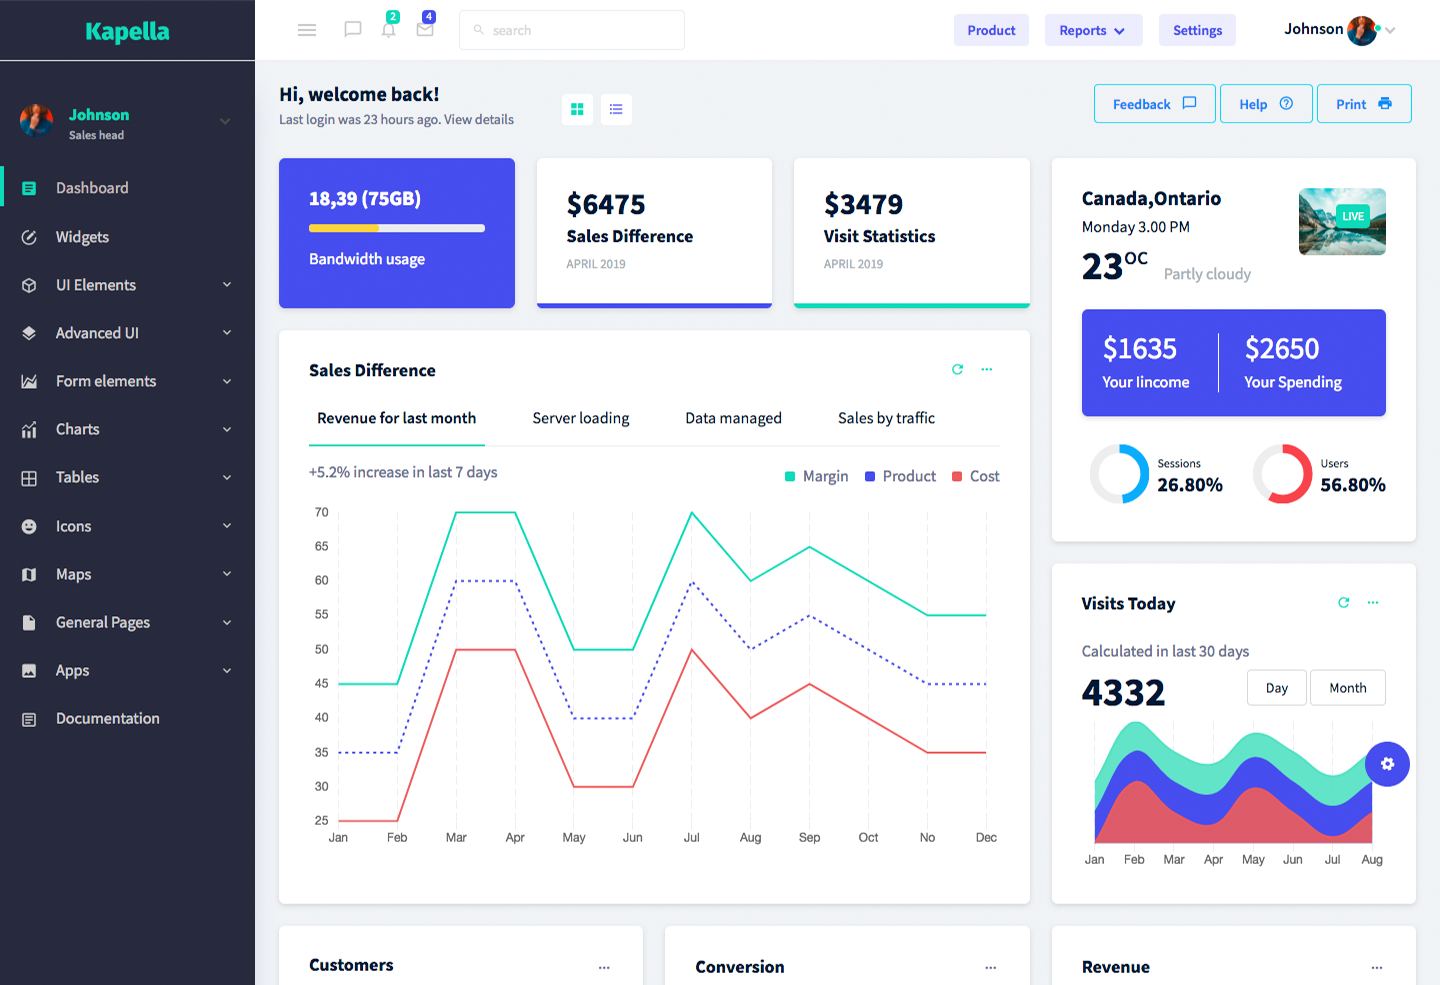 Kapella
2
4
search
Product
Reports
Settings
Johnson
Johnson
Sales head
Dashboard
Widgets
UI Elements
Advanced UI
Form elements
Charts
Tables
Icons
Maps
General Pages
Apps
Documentation
Hi, welcome back!
Last login was 23 hours ago. View details
Feedback
Help
Print
18,39 (75GB)
Bandwidth usage
$6475
Sales Difference
APRIL 2019
$3479
Visit Statistics
APRIL 2019
Canada,Ontario
Monday 3.00 PM
23OC
Partly cloudy
LIVE
$1635
Your Iincome
$2650
Your Spending
Sessions
26.80%
Users
56.80%
Sales Difference
Revenue for last month
Server loading
Data managed
Sales by traffic
+5.2% increase in last 7 days
Margin
Product
Cost
70
65
60
55
50
45
40
35
30
25
Jan Feb Mar Apr May Jun Jul Aug Sep Oct No Dec
Visits Today
Calculated in last 30 days
4332
Day
Month
Jan Feb Mar Apr May Jun Jul Aug
Customers
Conversion
Revenue